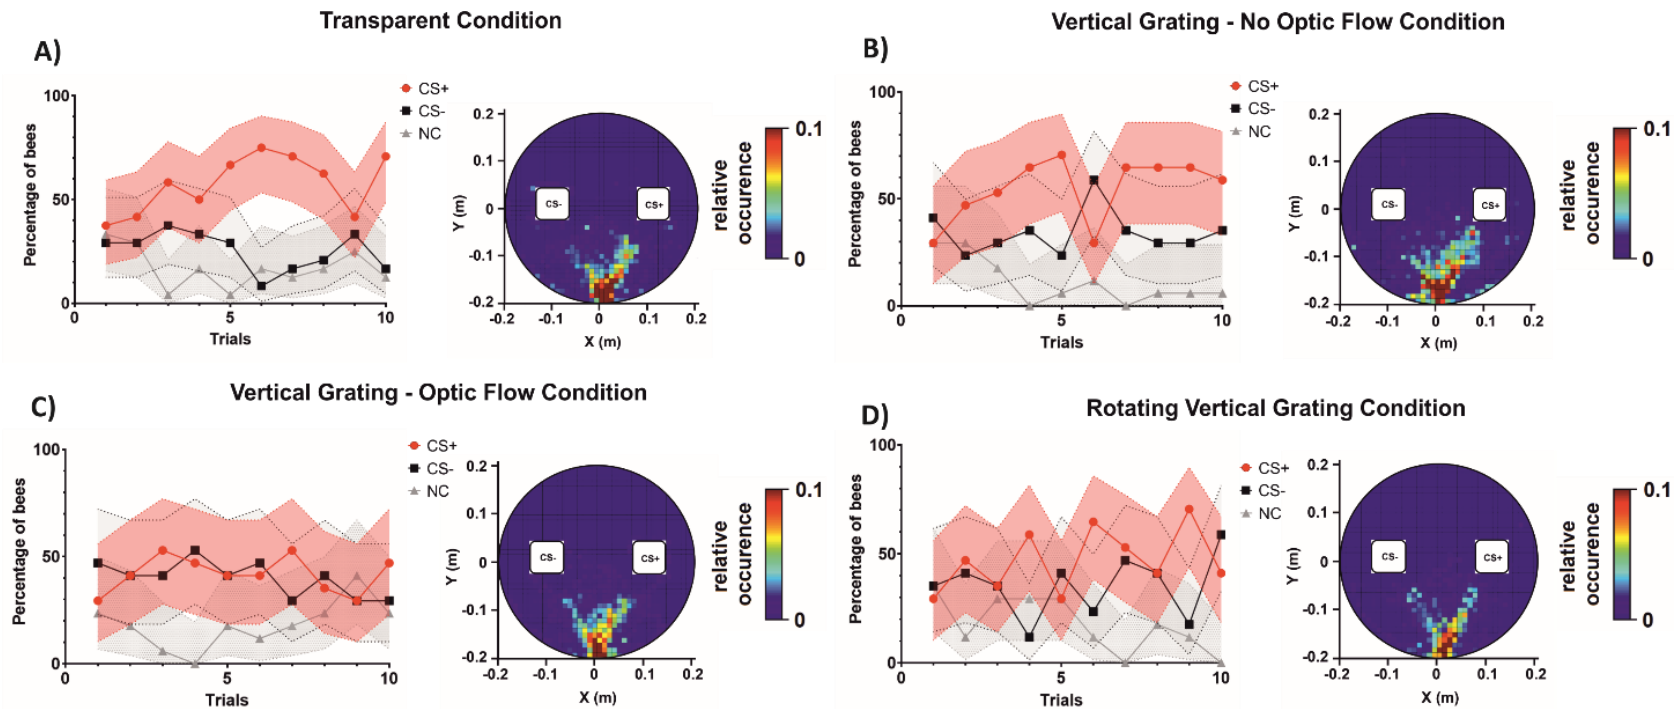 Transparent Condition
A)
CS+
CS-
NC
100
50
0
Percentage of bees
0
5
10
Trials
0.2
0.1
0
-0.1
-0.2
Y (m)
CS-
CS+
-0.2
-0.1
0
0.1
0.2
X (m)
relative
occurence
0.1
0
Vertical Grating - No Optic Flow Condition
B)
CS+
CS-
NC
100
50
0
Percentage of bees
0
5
10
Trials
0.2
0.1
0
-0.1
-0.2
Y (m)
CS-
CS+
-0.2
-0.1
0
0.1
0.2
X (m)
relative
occurence
0.1
0
Vertical Grating - Optic Flow Condition
C)
CS+
CS-
NC
100
50
0
Percentage of bees
0
5
10
Trials
0.2
0.1
0
-0.1
-0.2
Y (m)
CS-
CS+
-0.2
-0.1
0
0.1
0.2
X (m)
relative
occurence
0.1
0
Rotating Vertical Grating Condition
D)
CS+
CS-
NC
100
50
0
Percentage of bees
0
5
10
Trials
0.2
0.1
0
-0.1
-0.2
Y (m)
CS-
CS+
-0.2
-0.1
0
0.1
0.2
X (m)
relative
occurence
0.1
0